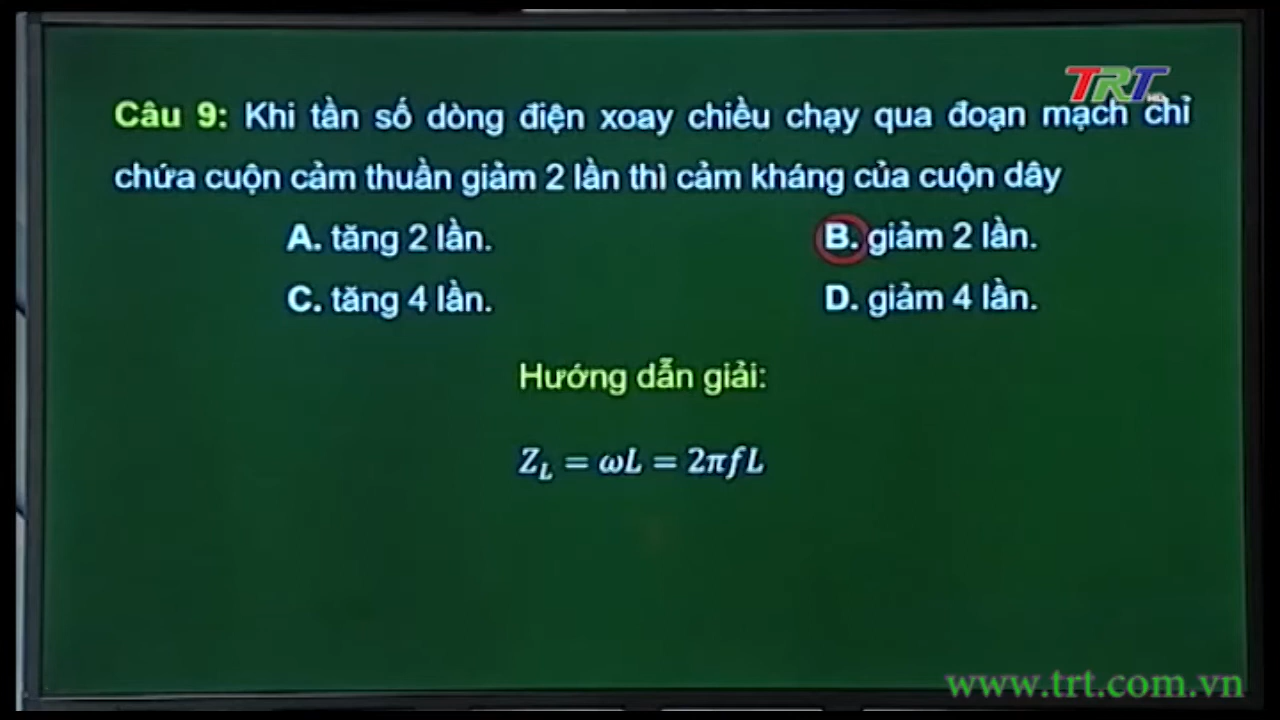 TRT
HD
Câu 9: Khi tần số dòng điện xoay chiều chạy qua đoạn mạch chỉ
chứa cuộn cảm thuần giảm 2 lần thì cảm kháng của cuộn dây
A. tăng 2 lần. B. giảm 2 lần.
C. tăng 4 lần. D. giảm 4 lần.
Hướng dẫn giải:
Z_L = ωL = 2πfL
www.trt.com.vn